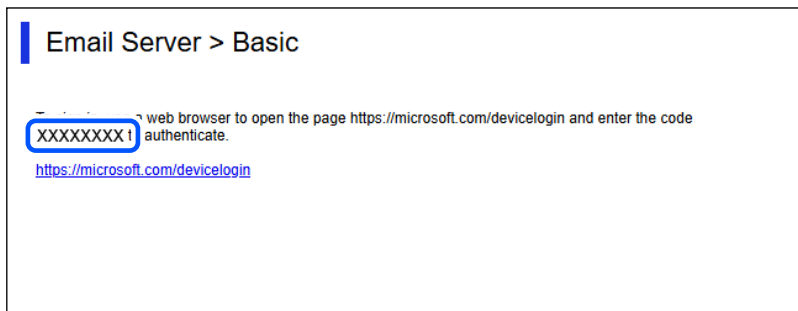 Email Server > Basic
web browser to open the page https://microsoft.com/devicelogin and enter the code
XXXXXXXX t authenticate.
https://microsoft.com/devicelogin